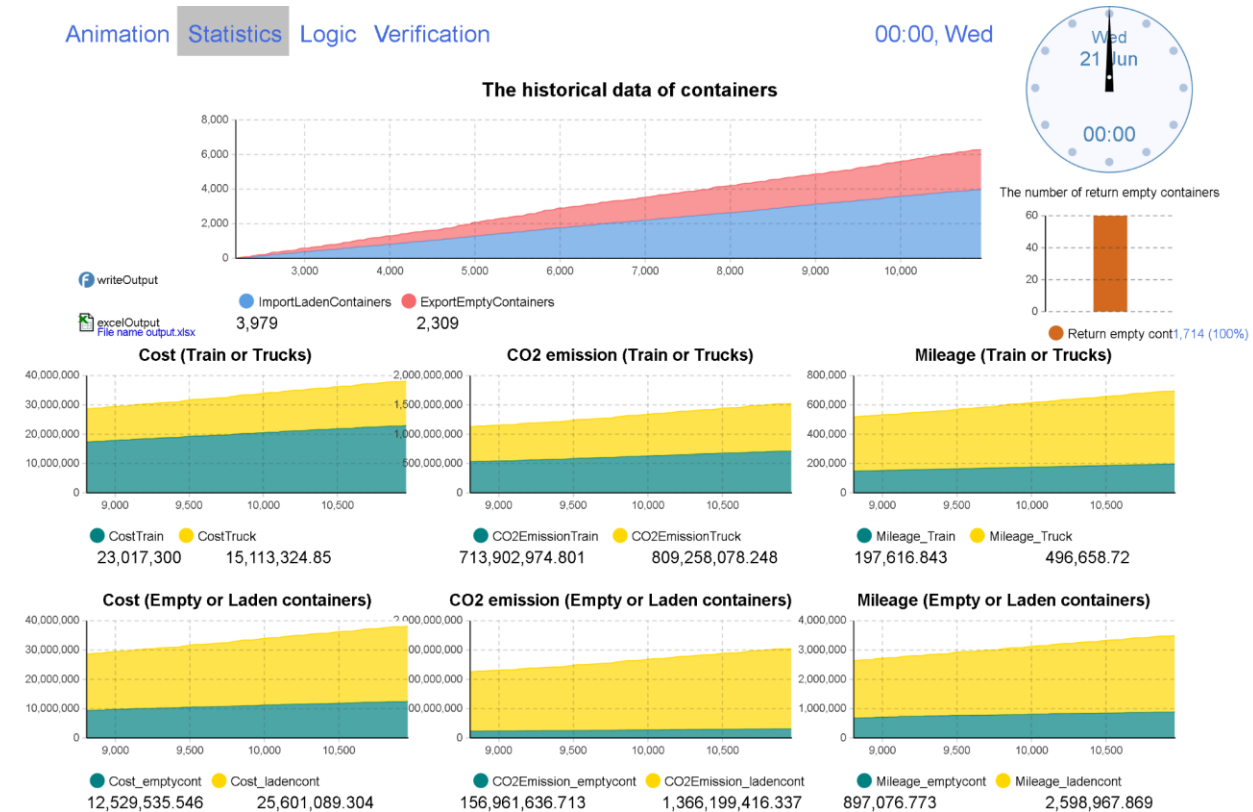 Animation Statistics Logic Verification 00:00, Wed
Wed
21 Jun
00:00
The historical data of containers
8,000
6,000
4,000
2,000
0
3,000 4,000 5,000 6,000 7,000 8,000 9,000 10,000
writeOutput
ImportLadenContainers ExportEmptyContainers
3,979 2,309
excelOutput
File name output.xlsx
The number of return empty containers
60
40
20
0
Return empty cont 1,714 (100%)
Cost (Train or Trucks)
40,000,000
30,000,000
20,000,000
10,000,000
0
9,000 9,500 10,000 10,500
CostTrain CostTruck
23,017,300 15,113,324.85
CO2 emission (Train or Trucks)
2,000,000,000
1,500,000,000
1,000,000,000
500,000,000
0
9,000 9,500 10,000 10,500
CO2EmissionTrain CO2EmissionTruck
713,902,974.801 809,258,078.248
Mileage (Train or Trucks)
800,000
600,000
400,000
200,000
0
9,000 9,500 10,000 10,500
Mileage_Train Mileage_Truck
197,616.843 496,658.72
Cost (Empty or Laden containers)
40,000,000
30,000,000
20,000,000
10,000,000
0
9,000 9,500 10,000 10,500
Cost_emptycont Cost_ladencont
12,529,535.546 25,601,089.304
CO2 emission (Empty or Laden containers)
000,000,000
00,000,000
00,000,000
00,000,000
0
9,000 9,500 10,000 10,500
CO2Emission_emptycont CO2Emission_ladencont
156,961,636.713 1,366,199,416.337
Mileage (Empty or Laden containers)
4,000,000
3,000,000
2,000,000
1,000,000
0
9,000 9,500 10,000 10,500
Mileage_emptycont Mileage_ladencont
897,076.773 2,598,967.869